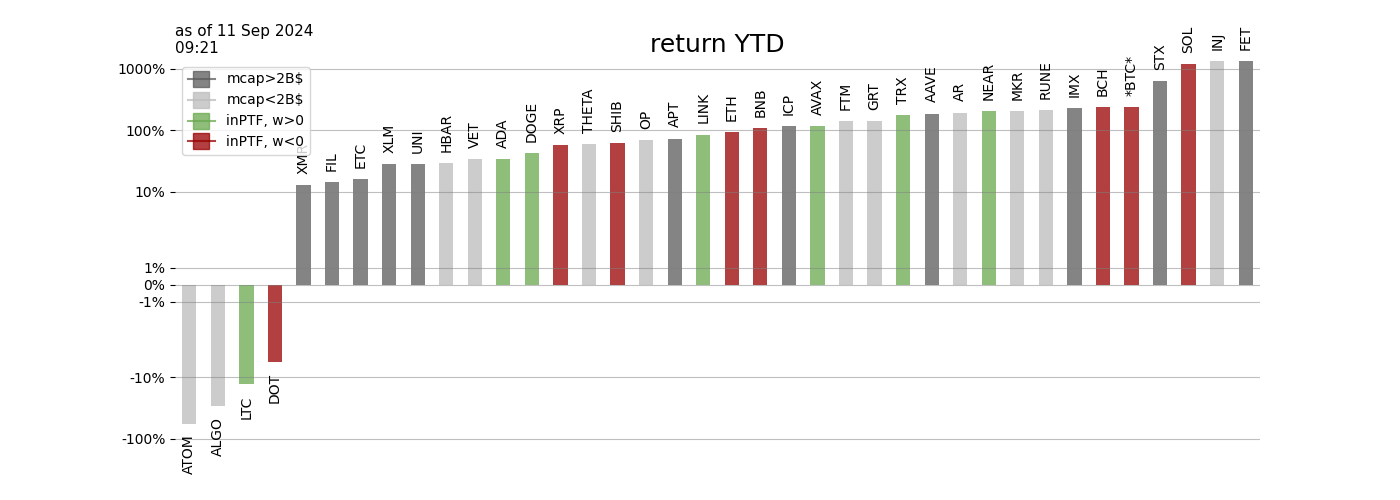 as of 11 Sep 2024
09:21
return YTD
mcap>2B$
mcap<2B$
inPTF, w>0
inPTF, w<0
1000%
100%
10%
1%
0%
-1%
-10%
-100%
ATOM
ALGO
LTC
DOT
XMR
FIL
ETC
XLM
UNI
HBAR
VET
ADA
DOGE
XRP
THETA
SHIB
OP
APT
LINK
ETH
BNB
ICP
AVAX
FTM
GRT
TRX
AAVE
AR
NEAR
MKR
RUNE
IMX
BCH
*BTC*
STX
SOL
INJ
FET